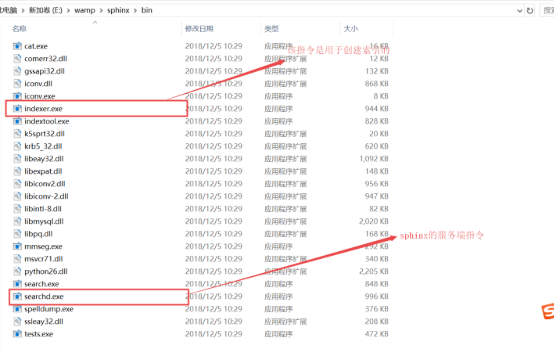 此电脑 > 新加卷 (E:) > wamp > sphinx > bin
名称 修改日期 类型 大小
cat.exe 2018/12/5 10:29 应用程序 16 KB
comerr32.dll 2018/12/5 10:29 应用程序扩展 12 KB
该指令是用于创建索引的
gssapi32.dll 2018/12/5 10:29 应用程序扩展 132 KB
iconv.dll 2018/12/5 10:29 应用程序扩展 868 KB
iconv.exe 2018/12/5 10:29 应用程序 8 KB
indexer.exe 2018/12/5 10:29 应用程序 944 KB
indextool.exe 2018/12/5 10:29 应用程序 828 KB
k5sprt32.dll 2018/12/5 10:29 应用程序扩展 20 KB
krb5_32.dll 2018/12/5 10:29 应用程序扩展 620 KB
libeay32.dll 2018/12/5 10:29 应用程序扩展 1,092 KB
libexpat.dll 2018/12/5 10:29 应用程序扩展 148 KB
libiconv2.dll 2018/12/5 10:29 应用程序扩展 956 KB
libiconv-2.dll 2018/12/5 10:29 应用程序扩展 947 KB
libintl-8.dll 2018/12/5 10:29 应用程序扩展 82 KB
libmysql.dll 2018/12/5 10:29 应用程序扩展 2,020 KB
libpq.dll 2018/12/5 10:29 应用程序扩展 168 KB
sphinx的服务端指令
mmseg.exe 2018/12/5 10:29 应用程序 292 KB
msvcr71.dll 2018/12/5 10:29 应用程序扩展 340 KB
python26.dll 2018/12/5 10:29 应用程序扩展 2,205 KB
search.exe 2018/12/5 10:29 应用程序 848 KB
searchd.exe 2018/12/5 10:29 应用程序 996 KB
spelldump.exe 2018/12/5 10:29 应用程序 376 KB
ssleay32.dll 2018/12/5 10:29 应用程序扩展 208 KB
tests.exe 2018/12/5 10:29 应用程序 472 KB